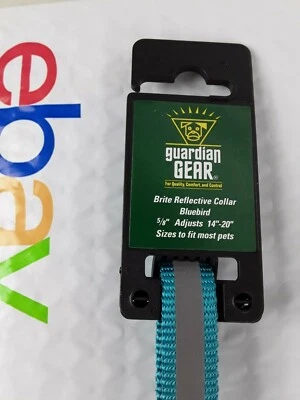 ebay
guardian
GEAR®
For Quality, Comfort, and Control
Brite Reflective Collar
Bluebird
5/8" Adjusts 14"-20"
Sizes to fit most pets